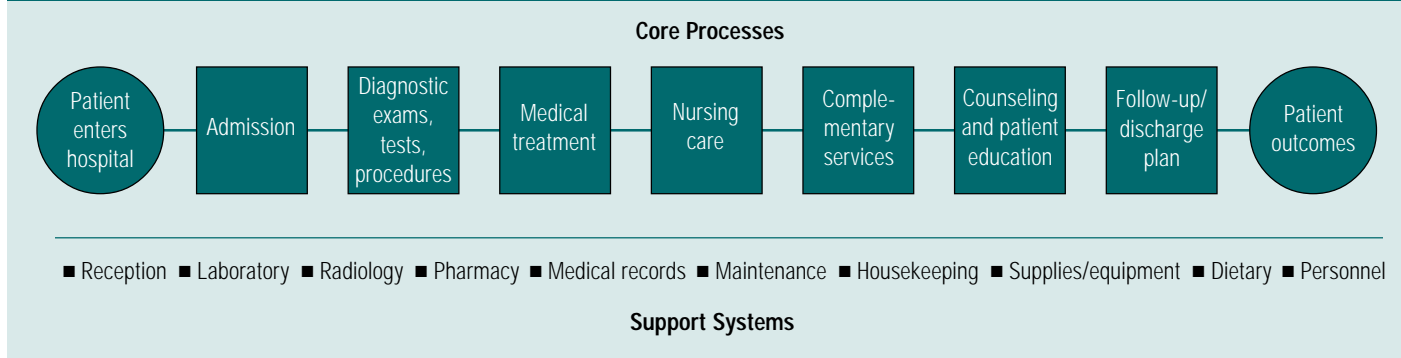 Core Processes
Patient
enters
hospital
Admission
Diagnostic
exams,
tests,
procedures
Medical
treatment
Nursing
care
Comple-
mentary
services
Counseling
and patient
education
Follow-up/
discharge
plan
Patient
outcomes
■ Reception ■ Laboratory ■ Radiology ■ Pharmacy ■ Medical records ■ Maintenance ■ Housekeeping ■ Supplies/equipment ■ Dietary ■ Personnel
Support Systems